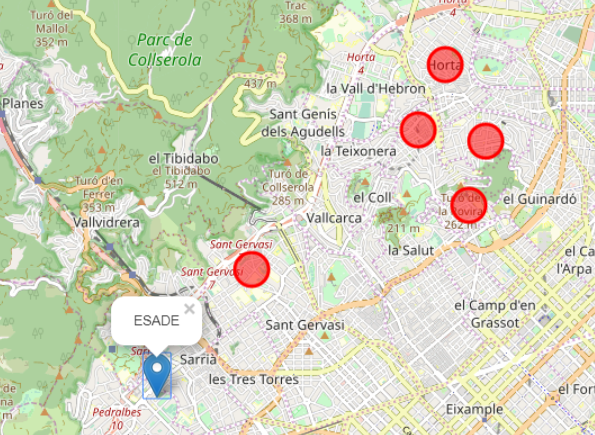 Turó del
Mallol
352 m
Trac
368 m
Horta
4
Parc de
Collserola
Horta
4
Horta
437 m
la Vall d'Hebron
Planes
Sant Genís
dels Agudells
la Teixonera
el Tibidabo
Tibidabo
512 m
Turó d'en
Ferrer
353 m
Turó de
Collserola
285 m
el Coll
Turó de
la Rovira
262 m
el Guinardó
Vallvidrera
Vallcarca
211 m
la Salut
Sant Gervasi
Sant Gervasi
7
el Ca
l'Arpa
ESADE
×
el Camp d'en
Grassot
Sant Gervasi
Sarrià
les Tres Torres
el Fort
Pedralbes
10
Eixample